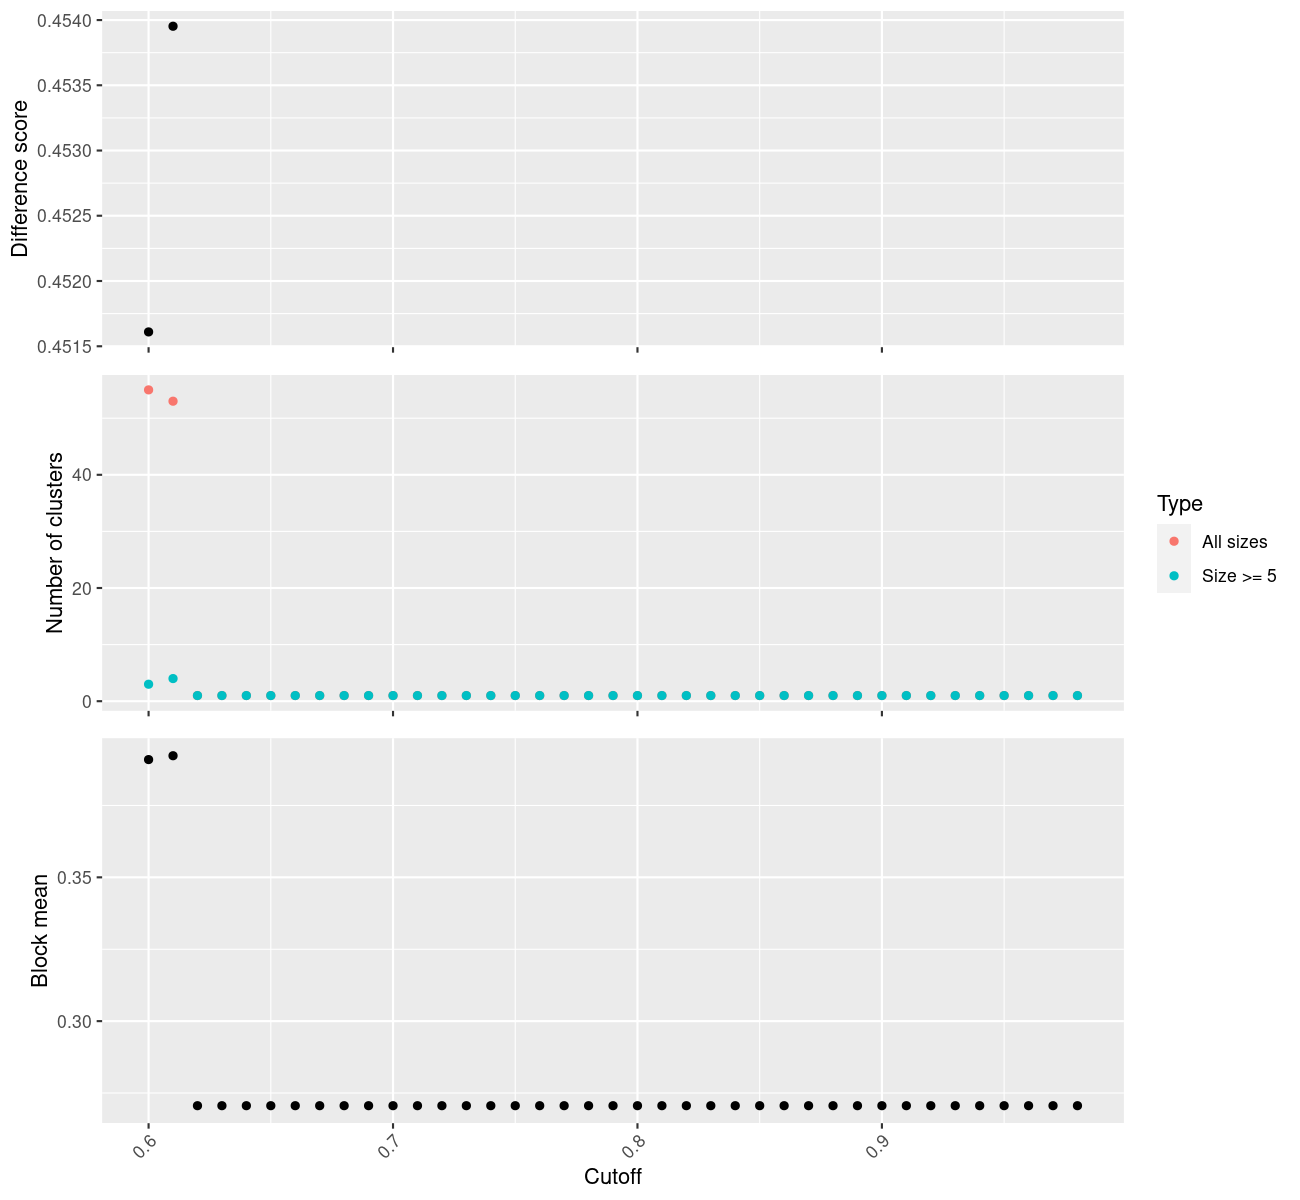 Difference score
0.4540
0.4535
0.4530
0.4525
0.4520
0.4515
Number of clusters
40
20
0
Type
All sizes
Size >= 5
Block mean
0.35
0.30
0.6
0.7
0.8
0.9
Cutoff